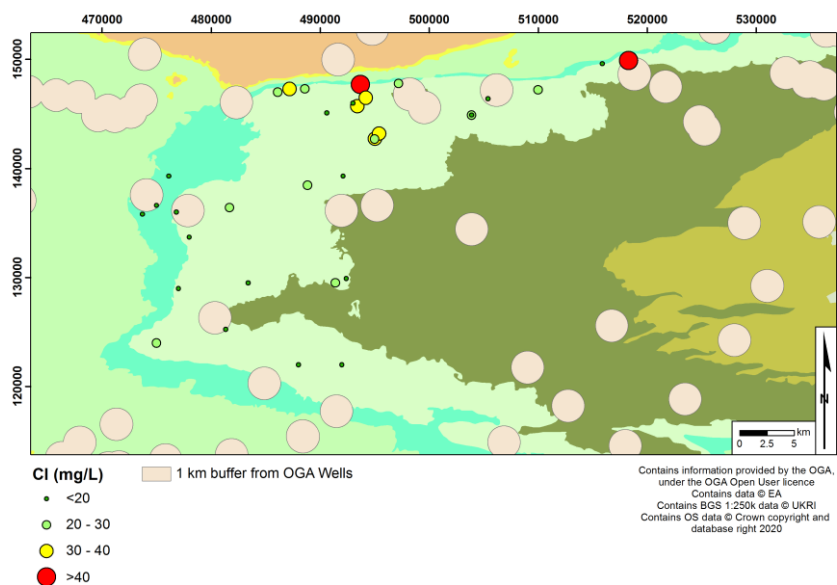 470000 480000 490000 500000 510000 520000 530000
150000
140000
130000
120000
N
km
0 2.5 5
Cl (mg/L)
1 km buffer from OGA Wells
<20
20 - 30
30 - 40
>40
Contains information provided by the OGA,
under the OGA Open User licence
Contains data © EA
Contains BGS 1:250k data © UKRI
Contains OS data © Crown copyright and
database right 2020